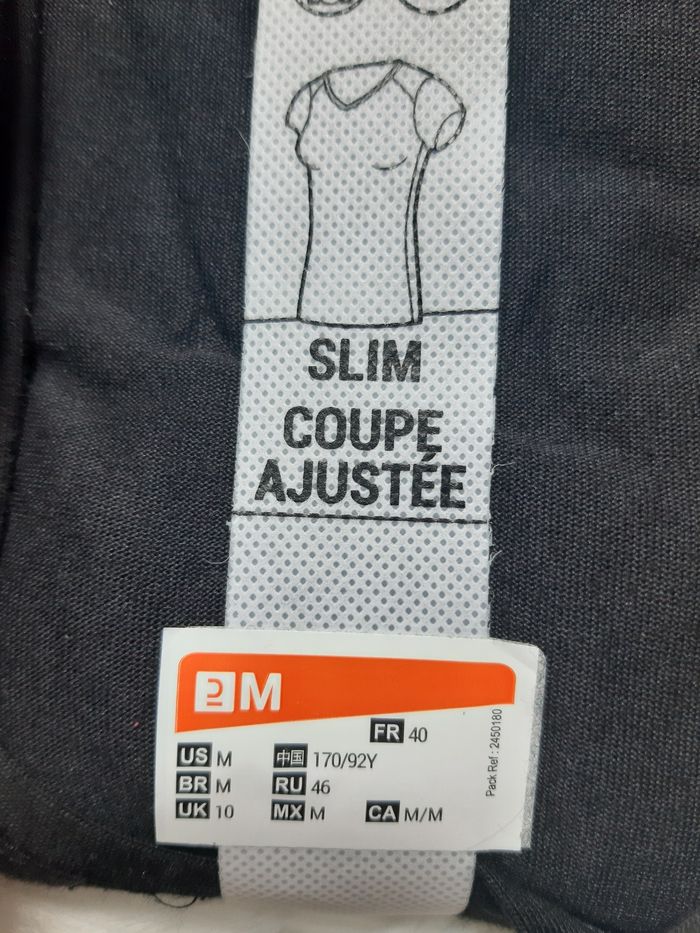 SLIM
COUPE
AJUSTÉE
M
FR 40
US M 中国 170/92Y
BR M RU 46
UK 10 MX M CA M/M
Pack Ref : 2450180